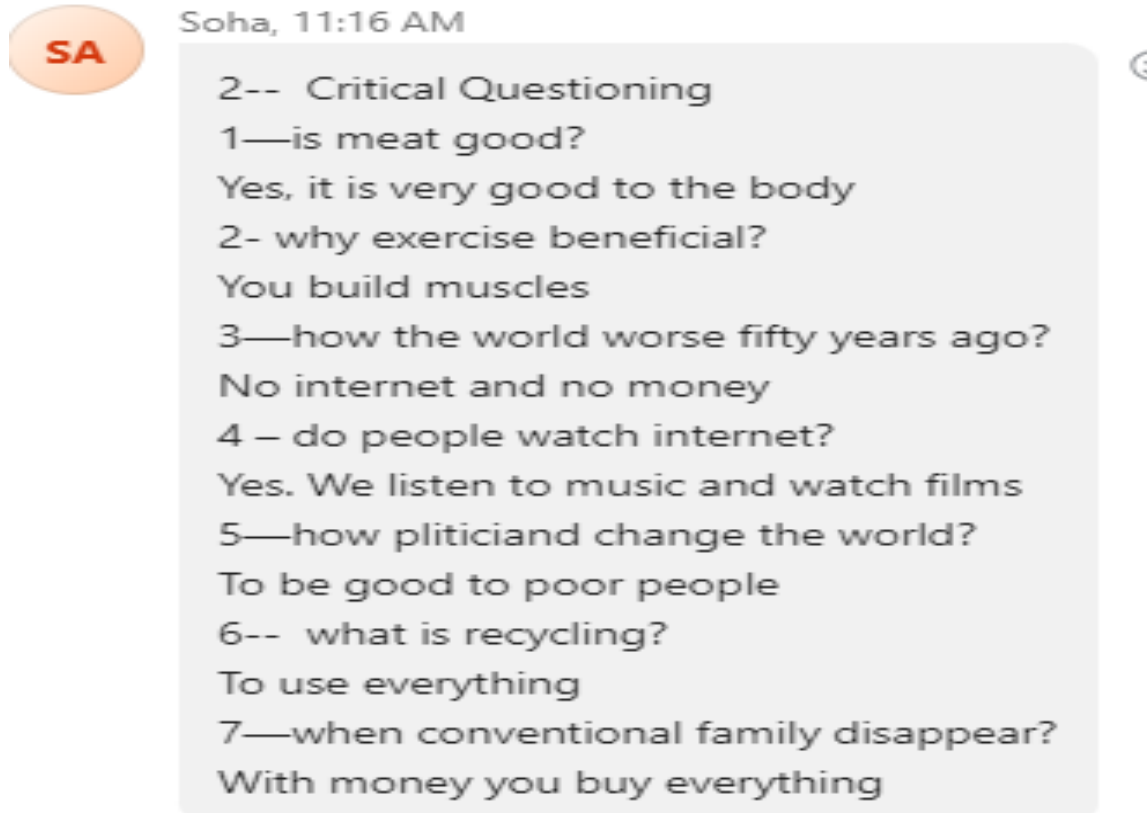 SA
Soha, 11:16 AM
2-- Critical Questioning
1—is meat good?
Yes, it is very good to the body
2- why exercise beneficial?
You build muscles
3—how the world worse fifty years ago?
No internet and no money
4 – do people watch internet?
Yes. We listen to music and watch films
5—how pliticiand change the world?
To be good to poor people
6-- what is recycling?
To use everything
7—when conventional family disappear?
With money you buy everything